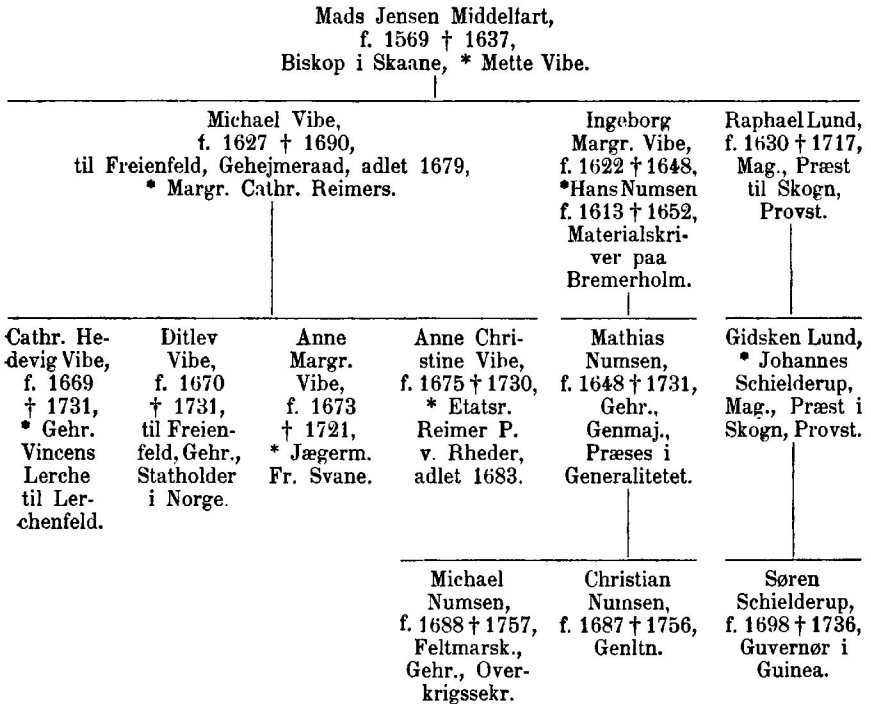 Mads Jensen Middelfart,
f. 1569 † 1637,
Biskop i Skaane, * Mette Vibe.
Michael Vibe,
f. 1627 † 1690,
til Freienfeld, Gehejmeraad, adlet 1679,
* Margr. Cathr. Reimers.
Ingeborg
Margr. Vibe,
f. 1622 † 1648,
*Hans Numsen
f. 1613 † 1652,
Materialskri-
ver paa
Bremerholm.
Raphael Lund,
f. 1630 † 1717,
Mag., Præst
til Skogn,
Provst.
Cathr. He-
devig Vibe,
f. 1669
† 1731,
* Gehr.
Vincens
Lerche
til Ler-
chenfeld.
Ditlev
Vibe,
f. 1670
† 1731,
til Freien-
feld, Gehr.,
Statholder
i Norge.
Anne
Margr.
Vibe,
f. 1673
† 1721,
* Jægerm.
Fr. Svane.
Anne Chri-
stine Vibe,
f. 1675 † 1730,
* Etatsr.
Reimer P.
v. Rheder,
adlet 1683.
Mathias
Numsen,
f. 1648 † 1731,
Gehr.,
Genmaj.,
Præses i
Generalitetet.
Gidsken Lund,
* Johannes
Schielderup,
Mag., Præst i
Skogn, Provst.
Michael
Numsen,
f. 1688 † 1757,
Feltmarsk.,
Gehr., Over-
krigssekr.
Christian
Numsen,
f. 1687 † 1756,
Genltn.
Søren
Schielderup,
f. 1698 † 1736,
Guvernør i
Guinea.